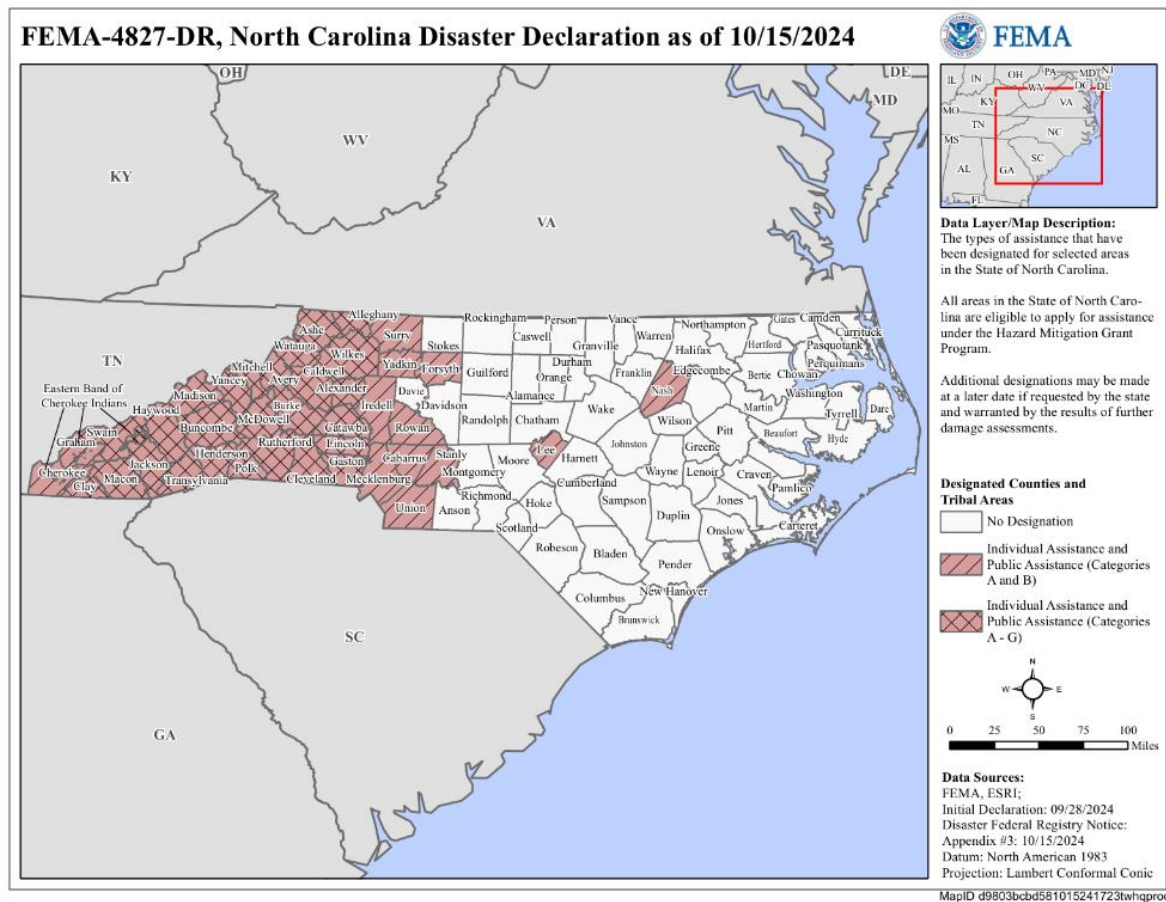 FEMA-4827-DR, North Carolina Disaster Declaration as of 10/15/2024
FEMA
OH
WV
KY
VA
DE
MD
TN
SC
GA
Eastern Band of
Cherokee Indians
Alleghany
Ashe
Surry
Stokes
Rockingham
Person
Vance
Caswell
Granville
Warren
Northampton
Gates
Camden
Currituck
Pasquotank
Perquimans
Hertford
Halifax
Watauga
Wilkes
Yadkin
Forsyth
Guilford
Durham
Orange
Alamance
Franklin
Nash
Edgecombe
Bertie
Chowan
Washington
Mitchell
Avery
Caldwell
Yancey
Madison
Alexander
Davie
Davidson
Iredell
Randolph
Chatham
Wake
Wilson
Martin
Tyrrell
Dare
Haywood
Buncombe
McDowell
Burke
Catawba
Rowan
Swain
Graham
Rutherford
Lincoln
Cabarrus
Stanly
Montgomery
Moore
Lee
Harnett
Johnston
Greene
Pitt
Beaufort
Hyde
Cherokee
Clay
Macon
Jackson
Transylvania
Henderson
Polk
Cleveland
Gaston
Mecklenburg
Union
Anson
Richmond
Scotland
Hoke
Cumberland
Sampson
Wayne
Lenoir
Craven
Pamlico
Jones
Duplin
Onslow
Carteret
Robeson
Bladen
Pender
Columbus
New Hanover
Brunswick
IL
IN
OH
PA
MD
NJ
WV
DC
DE
KY
VA
MO
TN
NC
MS
SC
AL
GA
FL
Data Layer/Map Description:
The types of assistance that have
been designated for selected areas
in the State of North Carolina.
All areas in the State of North Caro-
lina are eligible to apply for assistance
under the Hazard Mitigation Grant
Program.
Additional designations may be made
at a later date if requested by the state
and warranted by the results of further
damage assessments.
Designated Counties and
Tribal Areas
No Designation
Individual Assistance and
Public Assistance (Categories
A and B)
Individual Assistance and
Public Assistance (Categories
A - G)
N
W
E
S
0 25 50 75 100
Miles
Data Sources:
FEMA, ESRI;
Initial Declaration: 09/28/2024
Disaster Federal Registry Notice:
Appendix #3: 10/15/2024
Datum: North American 1983
Projection: Lambert Conformal Conic
MapID d9803bcbd581015241723twhqprod